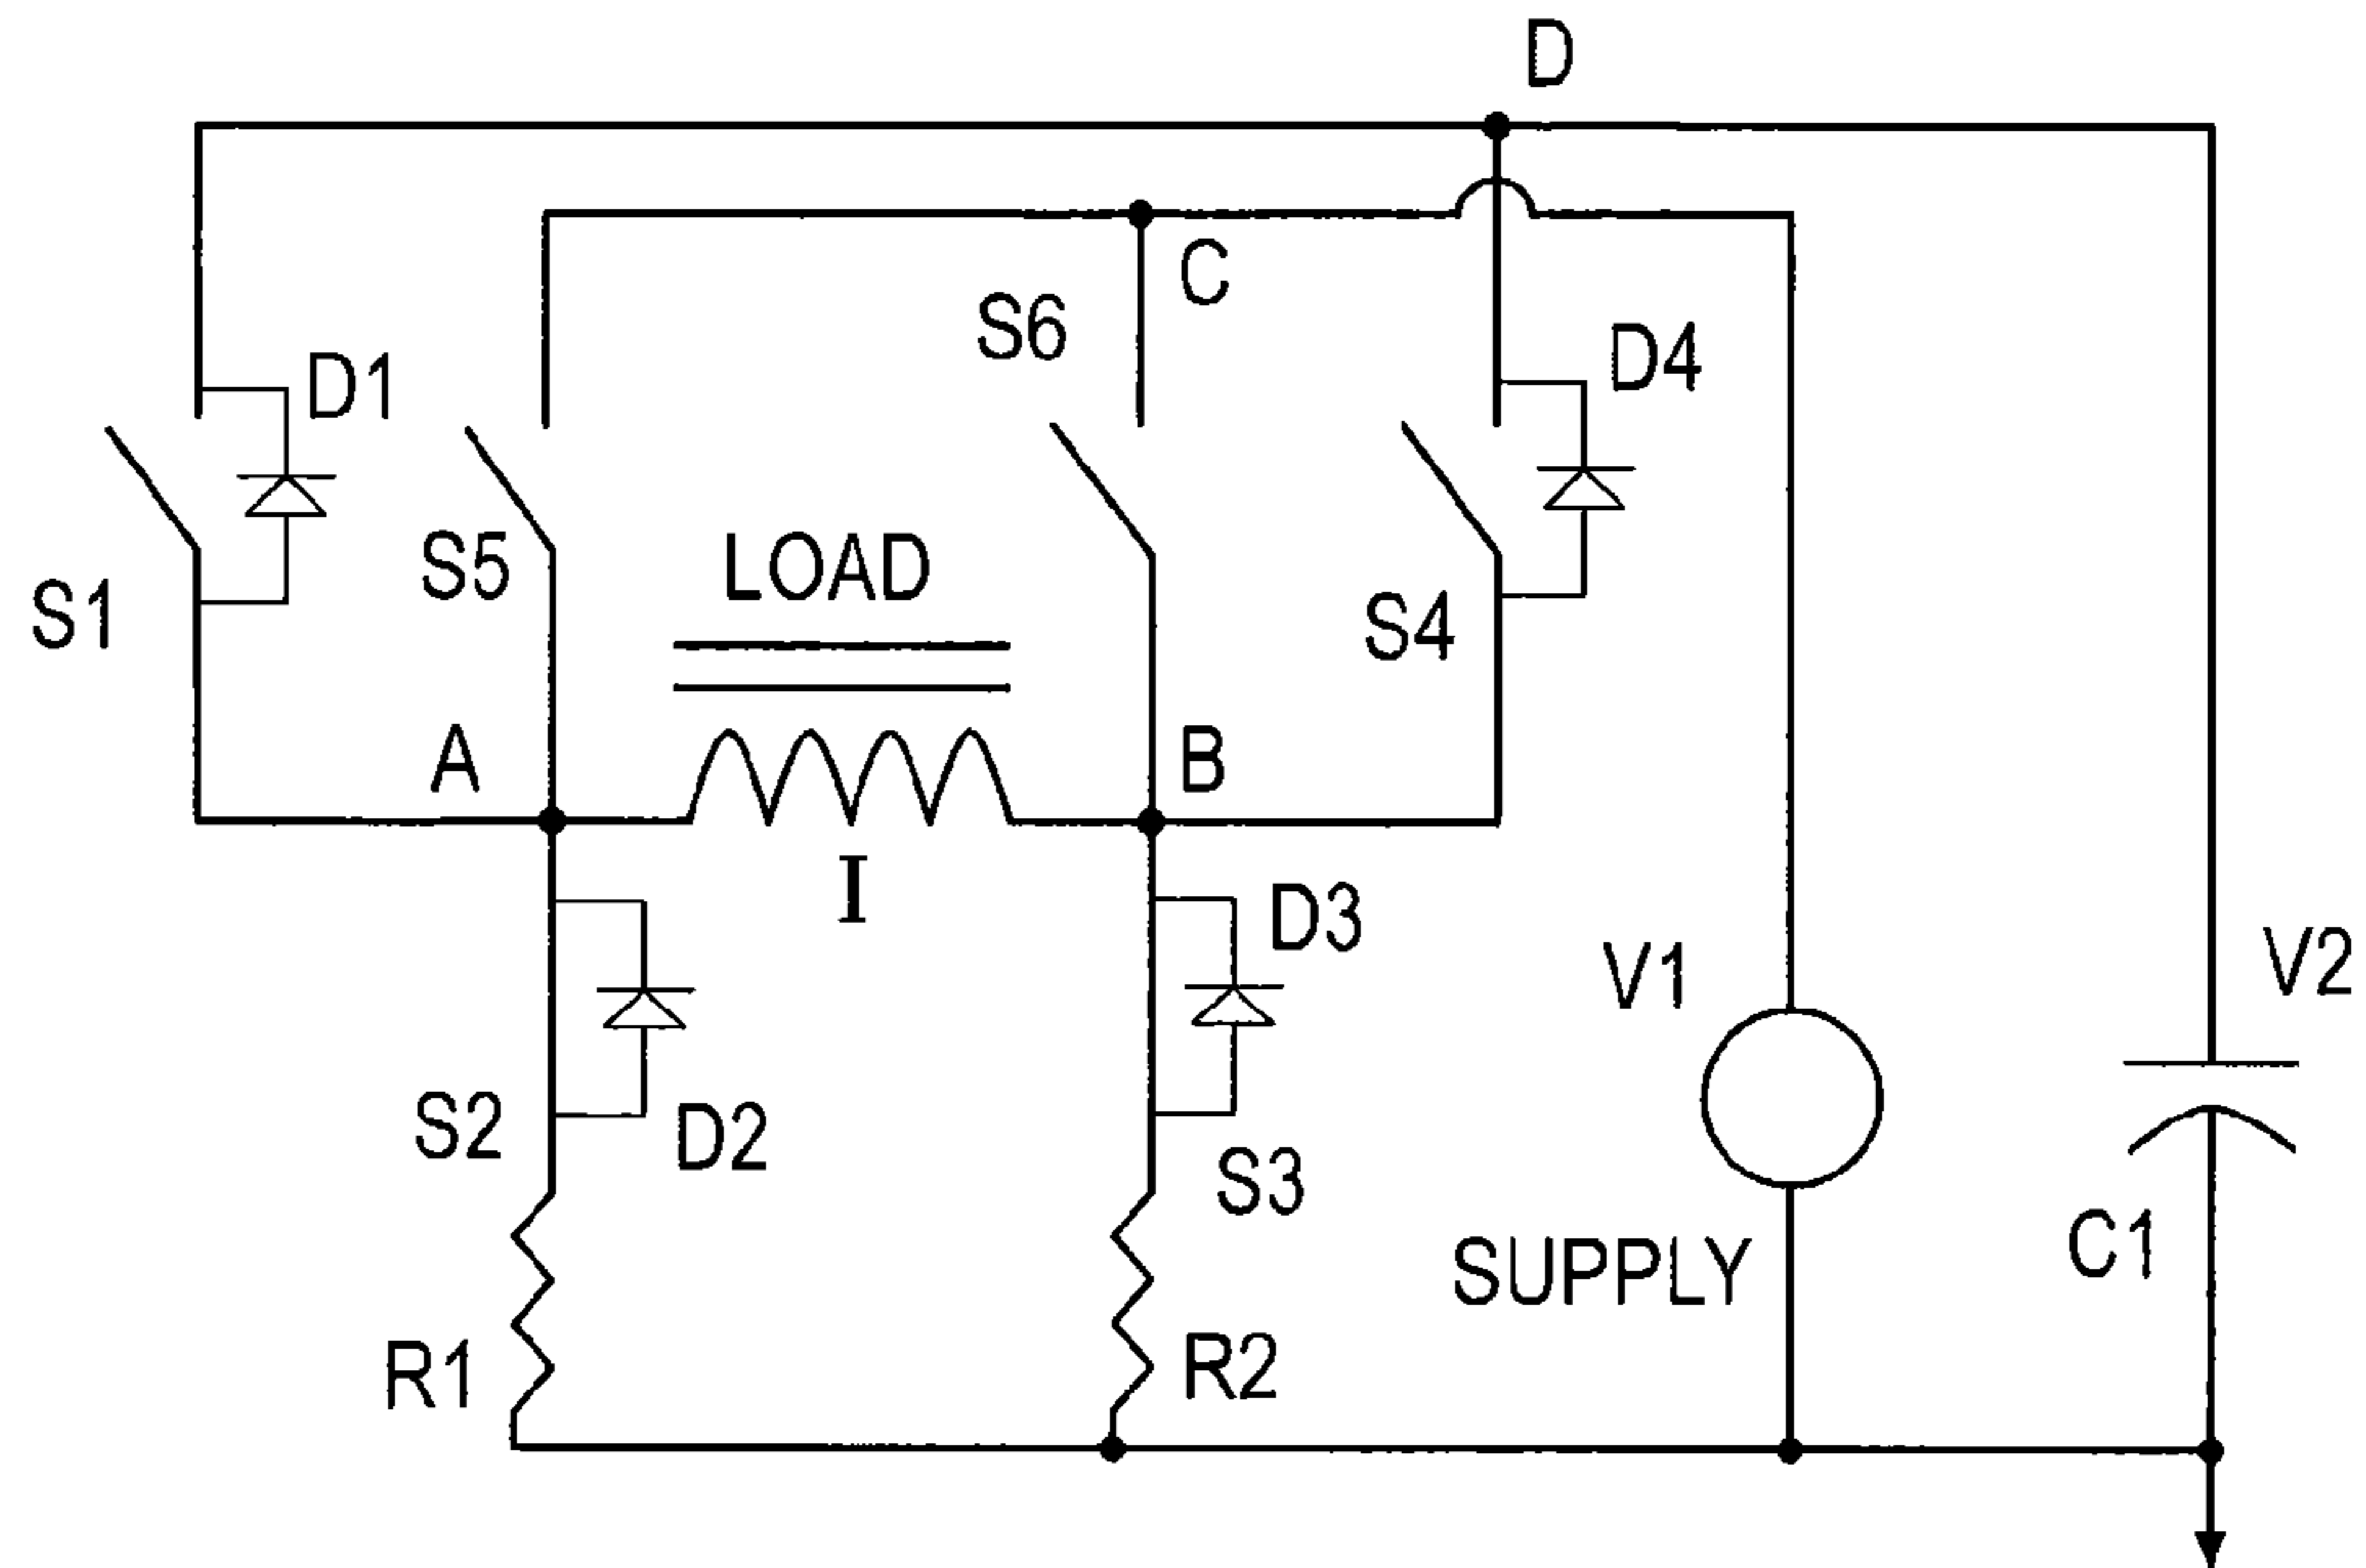 D
C
S6
D1
D4
S5
LOAD
S1
S4
A
B
I
D3
V1
V2
S2
D2
S3
SUPPLY
C1
R1
R2